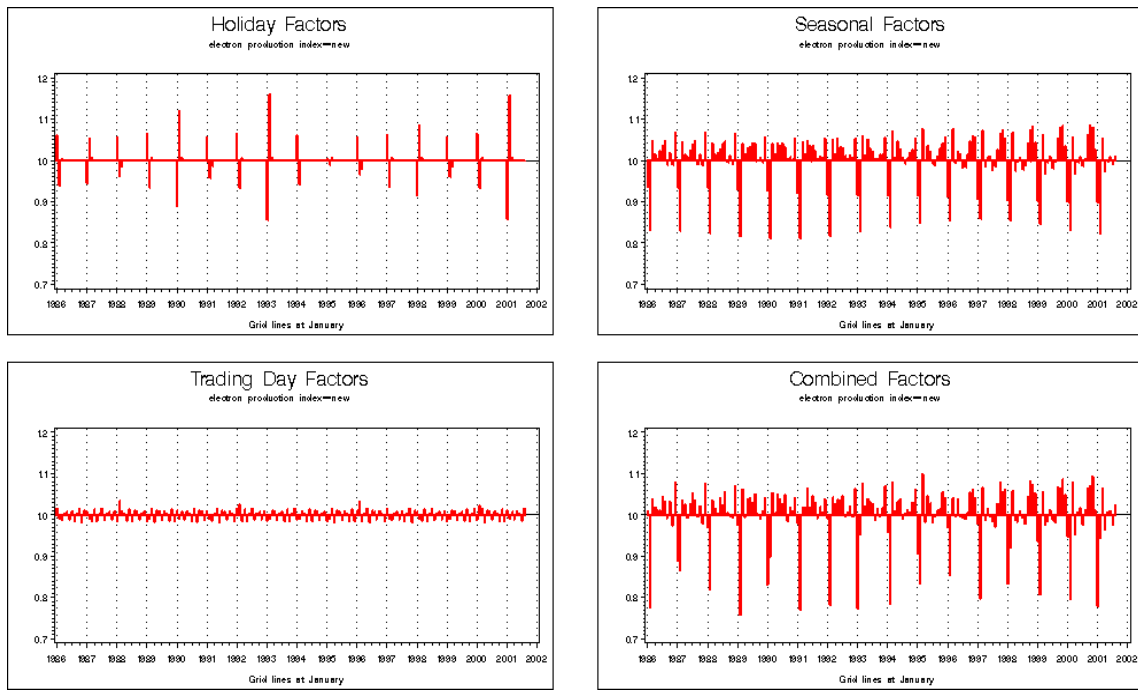 Holiday Factors
electron production index=new
1.2
1.1
1.0
0.9
0.8
0.7
1986 1987 1988 1989 1990 1991 1992 1993 1994 1995 1996 1997 1998 1999 2000 2001 2002
Grid lines at January
Seasonal Factors
electron production index=new
1.2
1.1
1.0
0.9
0.8
0.7
1986 1987 1988 1989 1990 1991 1992 1993 1994 1995 1996 1997 1998 1999 2000 2001 2002
Grid lines at January
Trading Day Factors
electron production index=new
1.2
1.1
1.0
0.9
0.8
0.7
1986 1987 1988 1989 1990 1991 1992 1993 1994 1995 1996 1997 1998 1999 2000 2001 2002
Grid lines at January
Combined Factors
electron production index=new
1.2
1.1
1.0
0.9
0.8
0.7
1986 1987 1988 1989 1990 1991 1992 1993 1994 1995 1996 1997 1998 1999 2000 2001 2002
Grid lines at January